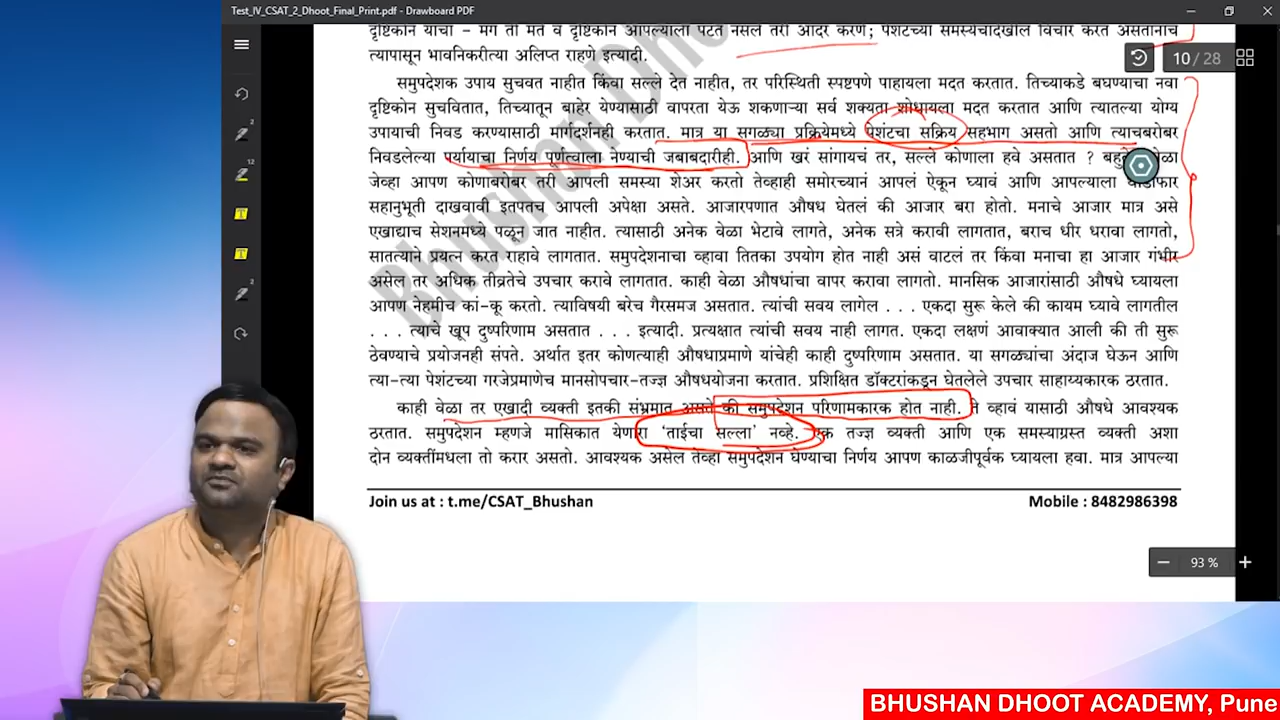 Test_IV_CSAT_2_Dhoot_Final_Print.pdf - Drawboard PDF
दृष्टिकोन याचा – मग तो मत व दृष्टिकोन आपल्याला पटत नसेल तरी आदर करणे; पेशंटच्या समस्येचादेखील विचार करत असतानाच
त्यापासून भावनिकरीत्या अलिप्त राहणे इत्यादी.
10 / 28
समुपदेशक उपाय सुचवत नाहीत किंवा सल्ले देत नाहीत, तर परिस्थिती स्पष्टपणे पाहायला मदत करतात. तिच्याकडे बघण्याचा नवा
दृष्टिकोन सुचवितात, तिच्यातून बाहेर येण्यासाठी वापरता येऊ शकणाऱ्या सर्व शक्यता शोधायला मदत करतात आणि त्यातल्या योग्य
उपायाची निवड करण्यासाठी मार्गदर्शनही करतात. मात्र या सगळ्या प्रक्रियेमध्ये पेशंटचा सक्रिय सहभाग असतो आणि त्याचबरोबर
निवडलेल्या पर्यायाचा निर्णय पूर्णत्वाला नेण्याची जबाबदारीही. आणि खरं सांगायचं तर, सल्ले कोणाला हवे असतात ?
जेव्हा आपण कोणाबरोबर तरी आपली समस्या शेअर करतो तेव्हाही समोरच्यानं आपलं ऐकून घ्यावं आणि आपल्याला
सहानुभूती दाखवावी इतपतच आपली अपेक्षा असते. आजारपणात औषध घेतलं की आजार बरा होतो. मनाचे आजार मात्र असे
एखाद्याच सेशनमध्ये पळून जात नाहीत. त्यासाठी अनेक वेळा भेटावे लागते, अनेक सत्रे करावी लागतात, बराच धीर धरावा लागतो,
सातत्याने प्रयत्न करत राहावे लागतात. समुपदेशनाचा व्हावा तितका उपयोग होत नाही असं वाटलं तर किंवा मनाचा हा आजार गंभीर
असेल तर अधिक तीव्रतेचे उपचार करावे लागतात. काही वेळा औषधांचा वापर करावा लागतो. मानसिक आजारांसाठी औषधे घ्यायला
आपण नेहमीच कां-कू करतो. त्याविषयी बरेच गैरसमज असतात. त्यांची सवय लागेल . . . एकदा सुरू केले की कायम घ्यावे लागतील
. . . त्याचे खूप दुष्परिणाम असतात . . . इत्यादी. प्रत्यक्षात त्यांची सवय नाही लागत. एकदा लक्षणं आवाक्यात आली की ती सुरू
ठेवण्याचे प्रयोजनही संपते. अर्थात इतर कोणत्याही औषधाप्रमाणे यांचेही काही दुष्परिणाम असतात. या सगळ्यांचा अंदाज घेऊन आणि
त्या-त्या पेशंटच्या गरजेप्रमाणेच मानसोपचार-तज्ज्ञ औषधयोजना करतात. प्रशिक्षित डॉक्टरांकडून घेतलेले उपचार साहाय्यकारक ठरतात.
काही वेळा तर एखादी व्यक्ती इतकी संभ्रमात असते की समुपदेशन परिणामकारक होत नाही. ते व्हावं यासाठी औषधे आवश्यक
ठरतात. समुपदेशन म्हणजे मासिकात येणारा ‘ताईचा सल्ला’ नव्हे. एक तज्ज्ञ व्यक्ती आणि एक समस्याग्रस्त व्यक्ती अशा
दोन व्यक्तींमधला तो करार असतो. आवश्यक असेल तेव्हा समुपदेशन घेण्याचा निर्णय आपण काळजीपूर्वक घ्यायला हवा. मात्र आपल्या
Join us at : t.me/CSAT_Bhushan
Mobile : 8482986398
93 %
BHUSHAN DHOOT ACADEMY, Pune